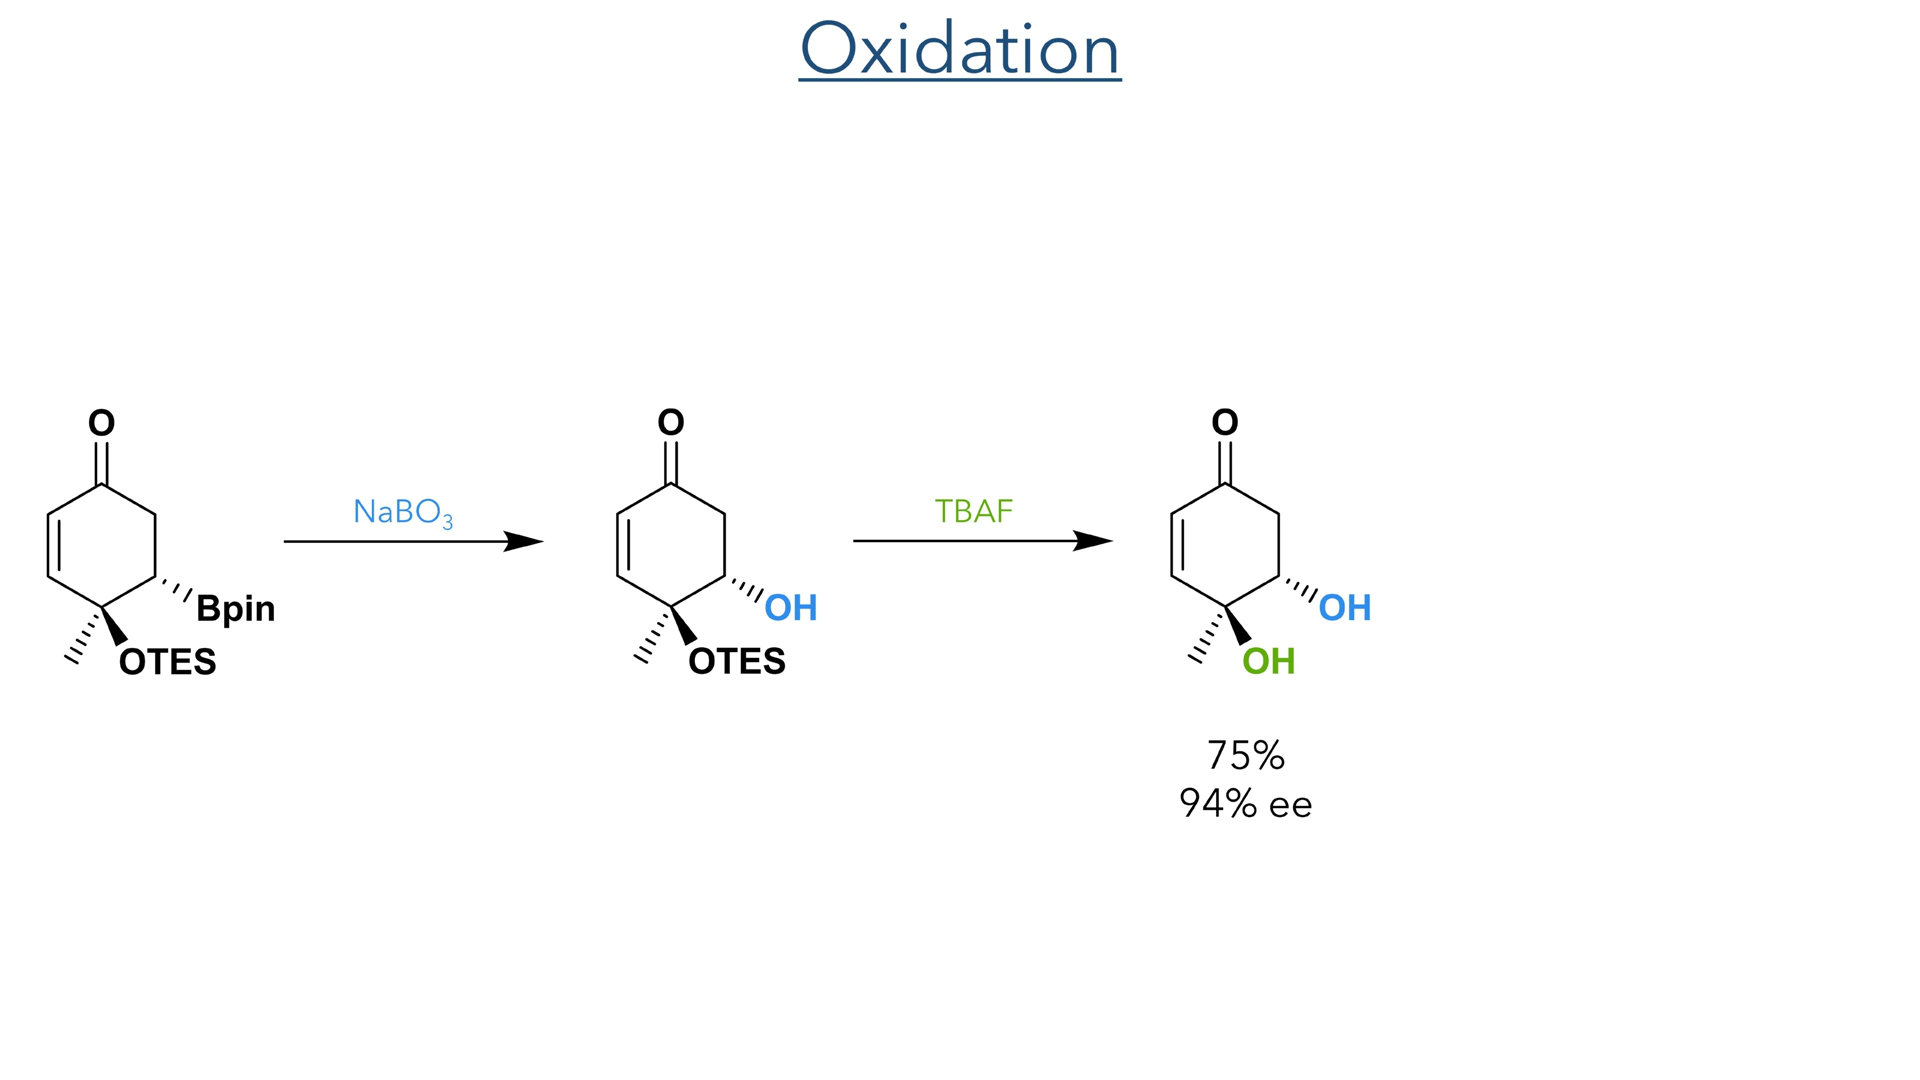 Oxidation
O
Bpin
OTES
NaBO₃
O
OH
OTES
TBAF
O
OH
OH
75%
94% ee